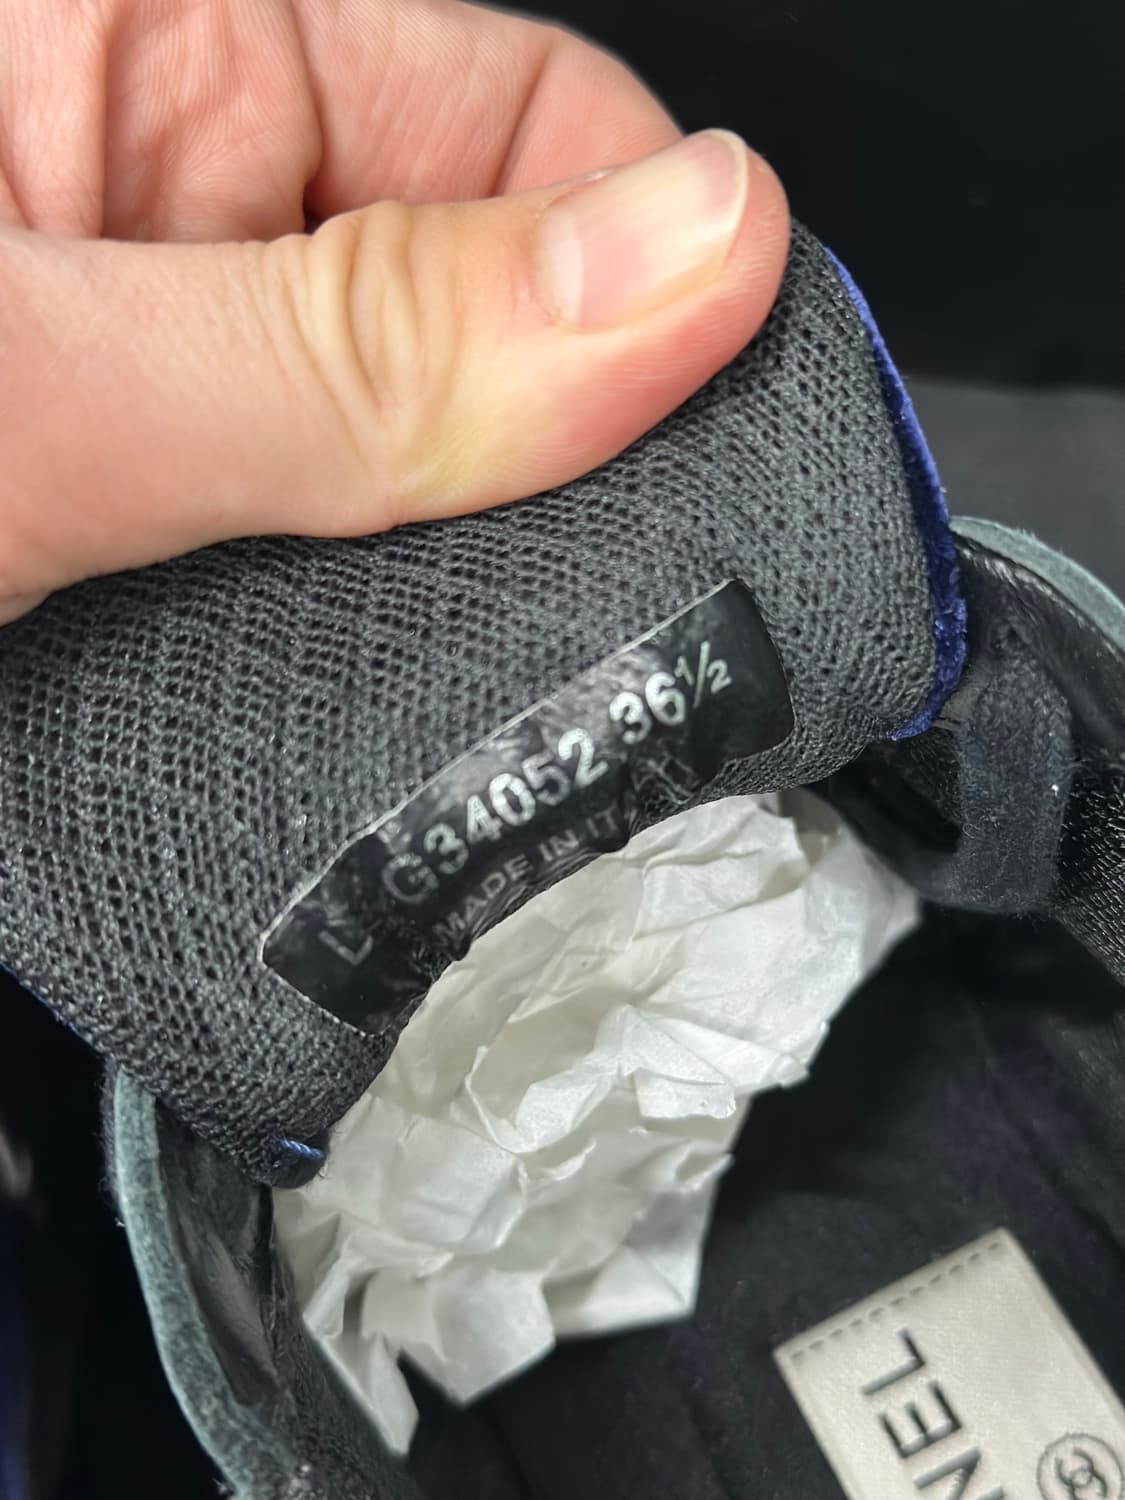 L
G34052 36½
MADE IN IT
NEL